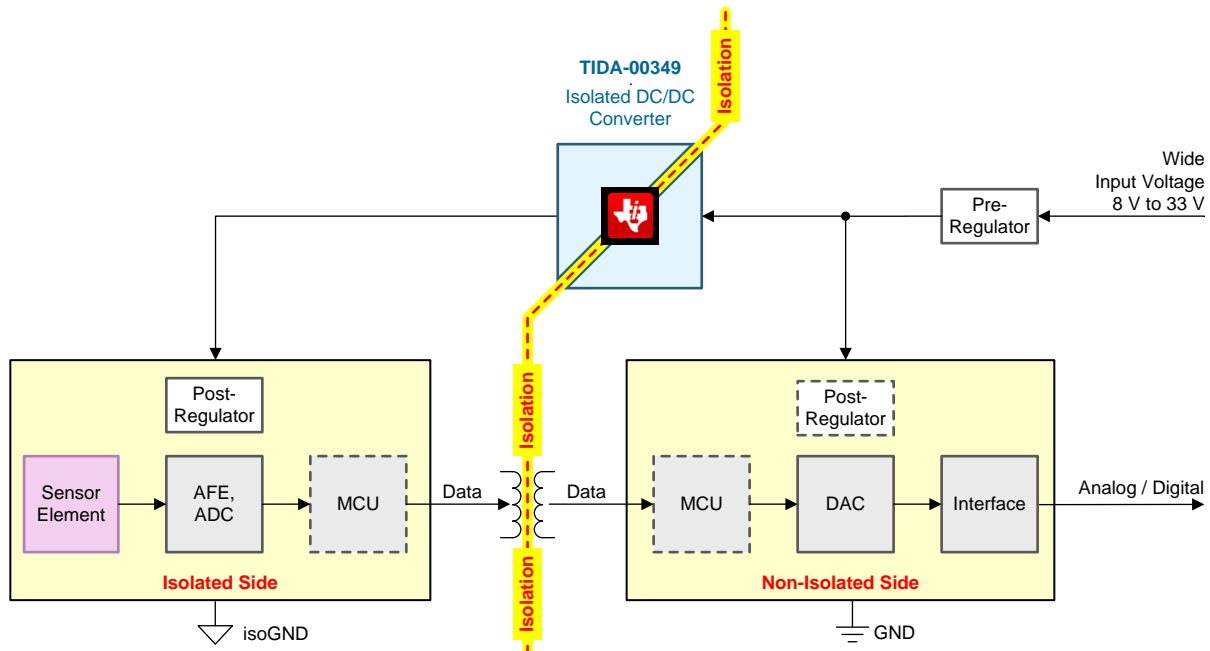 TIDA-00349
Isolated DC/DC
Converter
Isolation
Wide
Input Voltage
8 V to 33 V
Pre-
Regulator
Post-
Regulator
Isolation
Post-
Regulator
Sensor
Element
AFE,
ADC
MCU
Data
Data
MCU
DAC
Interface
Analog / Digital
Isolated Side
Isolation
Non-Isolated Side
isoGND
GND